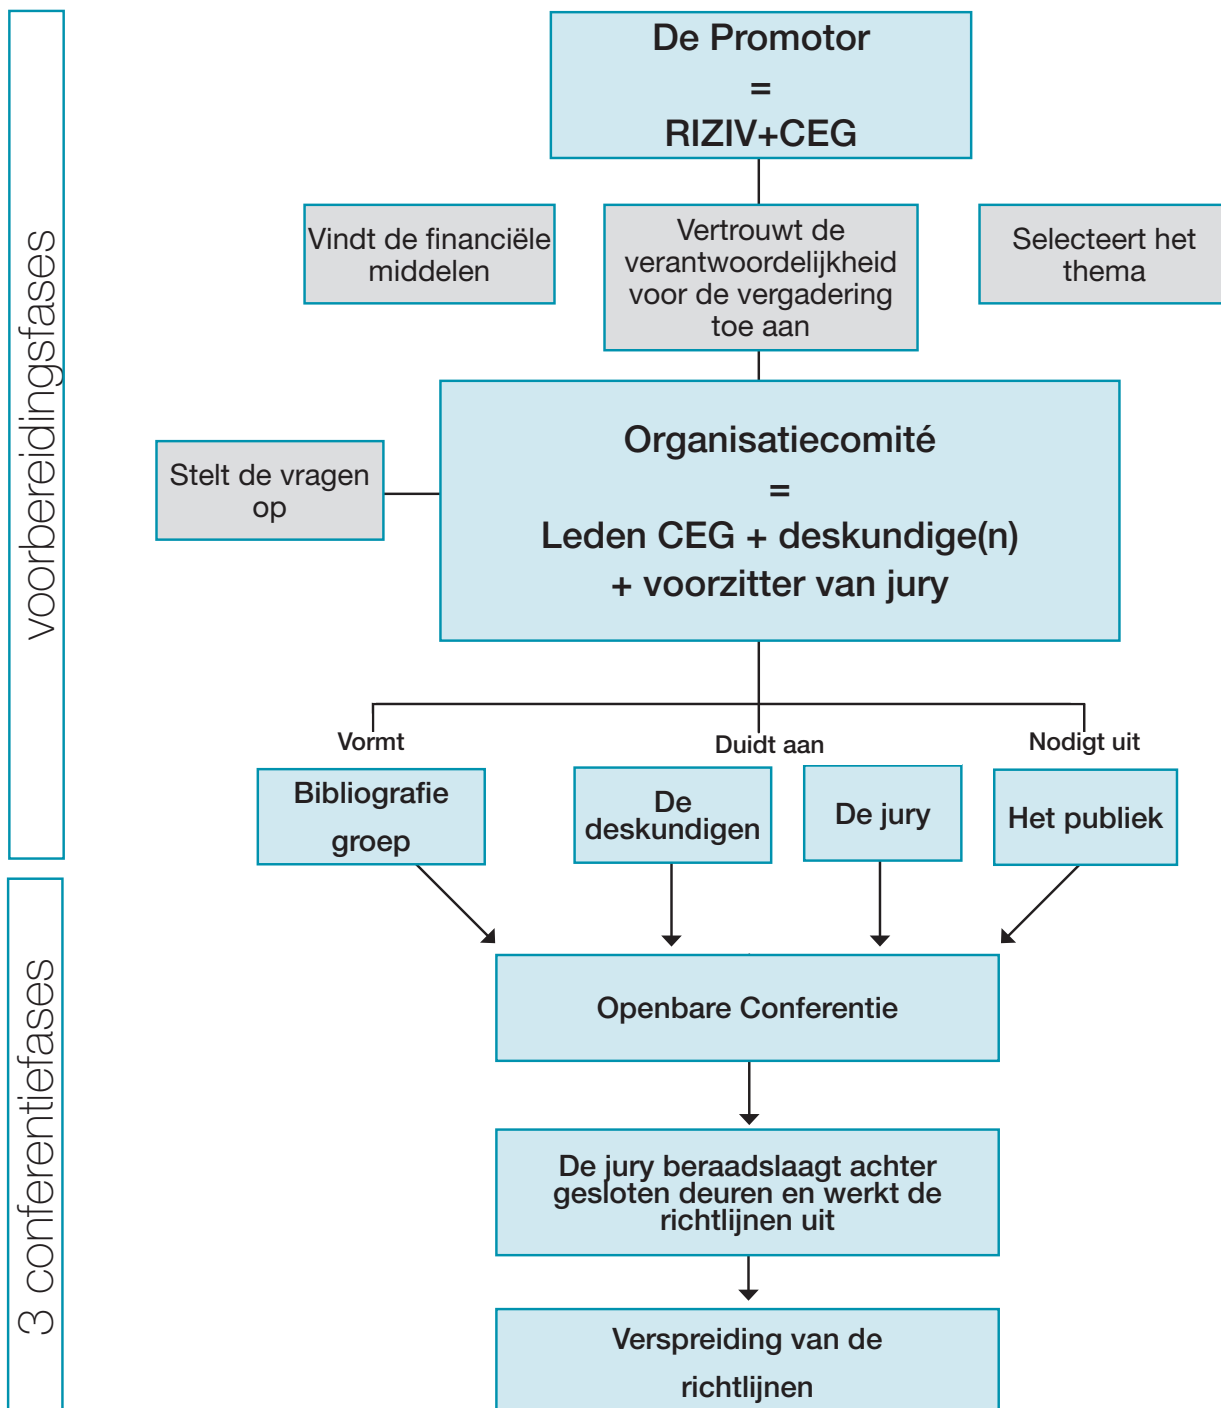 voorbereidingsfases
De Promotor
=
RIZIV+CEG
Vindt de financiële
middelen
Vertrouwt de
verantwoordelijkheid
voor de vergadering
toe aan
Selecteert het
thema
Stelt de vragen
op
Organisatiecomité
=
Leden CEG + deskundige(n)
+ voorzitter van jury
Vormt
Duidt aan
Nodigt uit
Bibliografie
groep
De
deskundigen
De jury
Het publiek
3 conferentiefases
Openbare Conferentie
De jury beraadslaagt achter
gesloten deuren en werkt de
richtlijnen uit
Verspreiding van de
richtlijnen